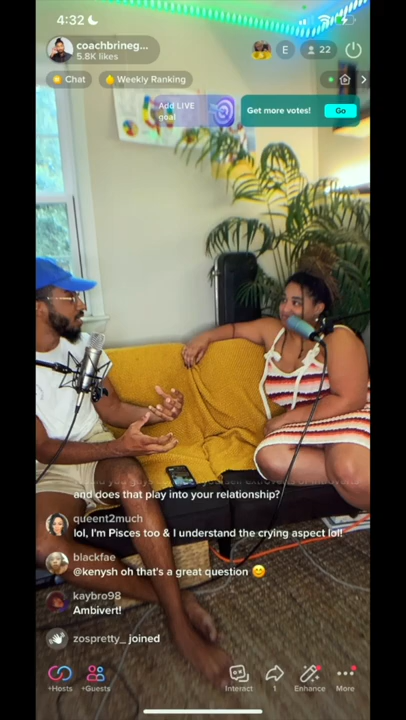 4:32
coachbrineg...
5.8K likes
E
22
Chat
Weekly Ranking
Add LIVE
goal
Get more votes!
Go
and does that play into your relationship?
queent2much
lol, I'm Pisces too & I understand the crying aspect lol!
blackfae
@kenysh oh that's a great question 😊
kaybro98
Ambivert!
zospretty_ joined
+Hosts
+Guests
Interact
1
Enhance
More